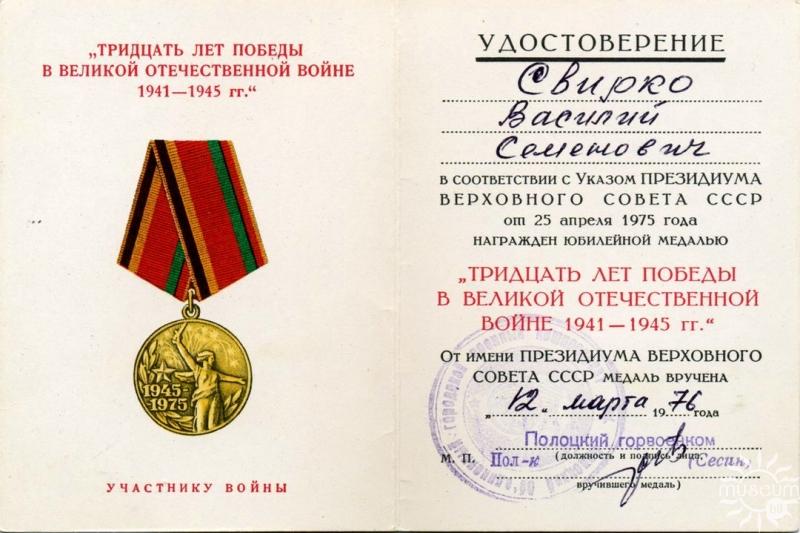 „ТРИДЦАТЬ ЛЕТ ПОБЕДЫ
В ВЕЛИКОЙ ОТЕЧЕСТВЕННОЙ ВОЙНЕ
1941—1945 гг.“
1945
1975
УЧАСТНИКУ ВОЙНЫ
УДОСТОВЕРЕНИЕ
Свирко
Василий
Семенович
В СООТВЕТСТВИИ С УКАЗОМ ПРЕЗИДИУМА
ВЕРХОВНОГО СОВЕТА СССР
от 25 апреля 1975 года
НАГРАЖДЕН ЮБИЛЕЙНОЙ МЕДАЛЬЮ
„ТРИДЦАТЬ ЛЕТ ПОБЕДЫ
В ВЕЛИКОЙ ОТЕЧЕСТВЕННОЙ
ВОЙНЕ 1941—1945 гг.“
От имени ПРЕЗИДИУМА ВЕРХОВНОГО
СОВЕТА СССР МЕДАЛЬ ВРУЧЕНА
„12“ марта 1976 года
Полоцкий горвоенком
М. П. Пол-к (должность и подпись лица, (Сесин)
вручившего медаль)
museum
by